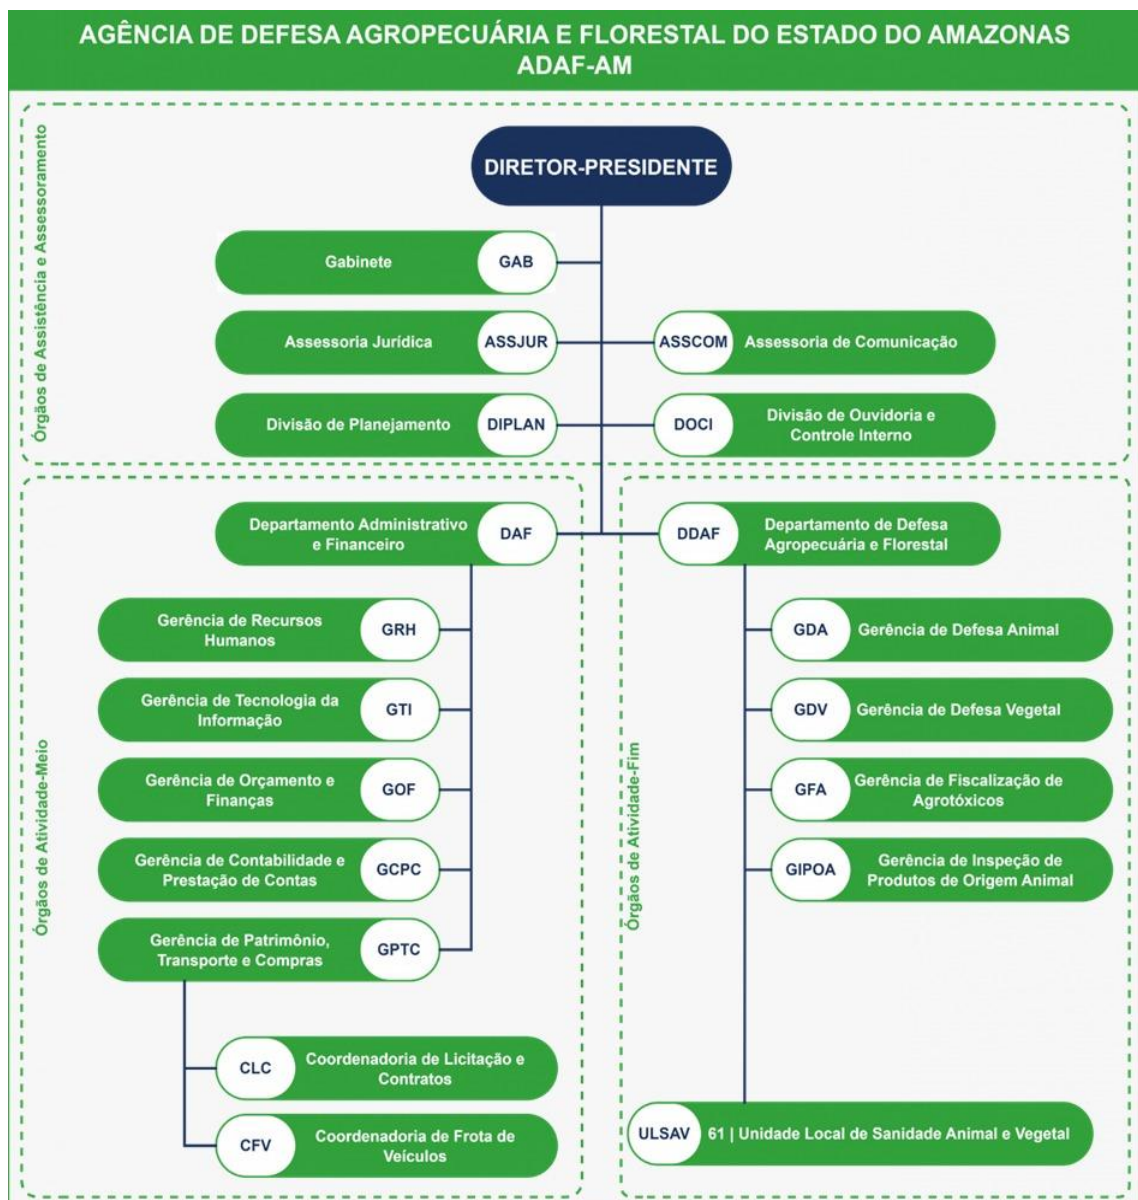 AGÊNCIA DE DEFESA AGROPECUÁRIA E FLORESTAL DO ESTADO DO AMAZONAS
ADAF-AM
Órgãos de Assistência e Assessoramento
DIRETOR-PRESIDENTE
Gabinete
GAB
Assessoria Jurídica
ASSJUR
ASSCOM
Assessoria de Comunicação
Divisão de Planejamento
DIPLAN
DOCI
Divisão de Ouvidoria e
Controle Interno
Órgãos de Atividade-Meio
Departamento Administrativo
e Financeiro
DAF
Gerência de Recursos
Humanos
GRH
Gerência de Tecnologia da
Informação
GTI
Gerência de Orçamento e
Finanças
GOF
Gerência de Contabilidade e
Prestação de Contas
GCPC
Gerência de Patrimônio,
Transporte e Compras
GPTC
CLC
Coordenadoria de Licitação e
Contratos
CFV
Coordenadoria de Frota de
Veículos
Órgãos de Atividade-Fim
DDAF
Departamento de Defesa
Agropecuária e Florestal
GDA
Gerência de Defesa Animal
GDV
Gerência de Defesa Vegetal
GFA
Gerência de Fiscalização de
Agrotóxicos
GIPOA
Gerência de Inspeção de
Produtos de Origem Animal
ULSAV
61 | Unidade Local de Sanidade Animal e Vegetal